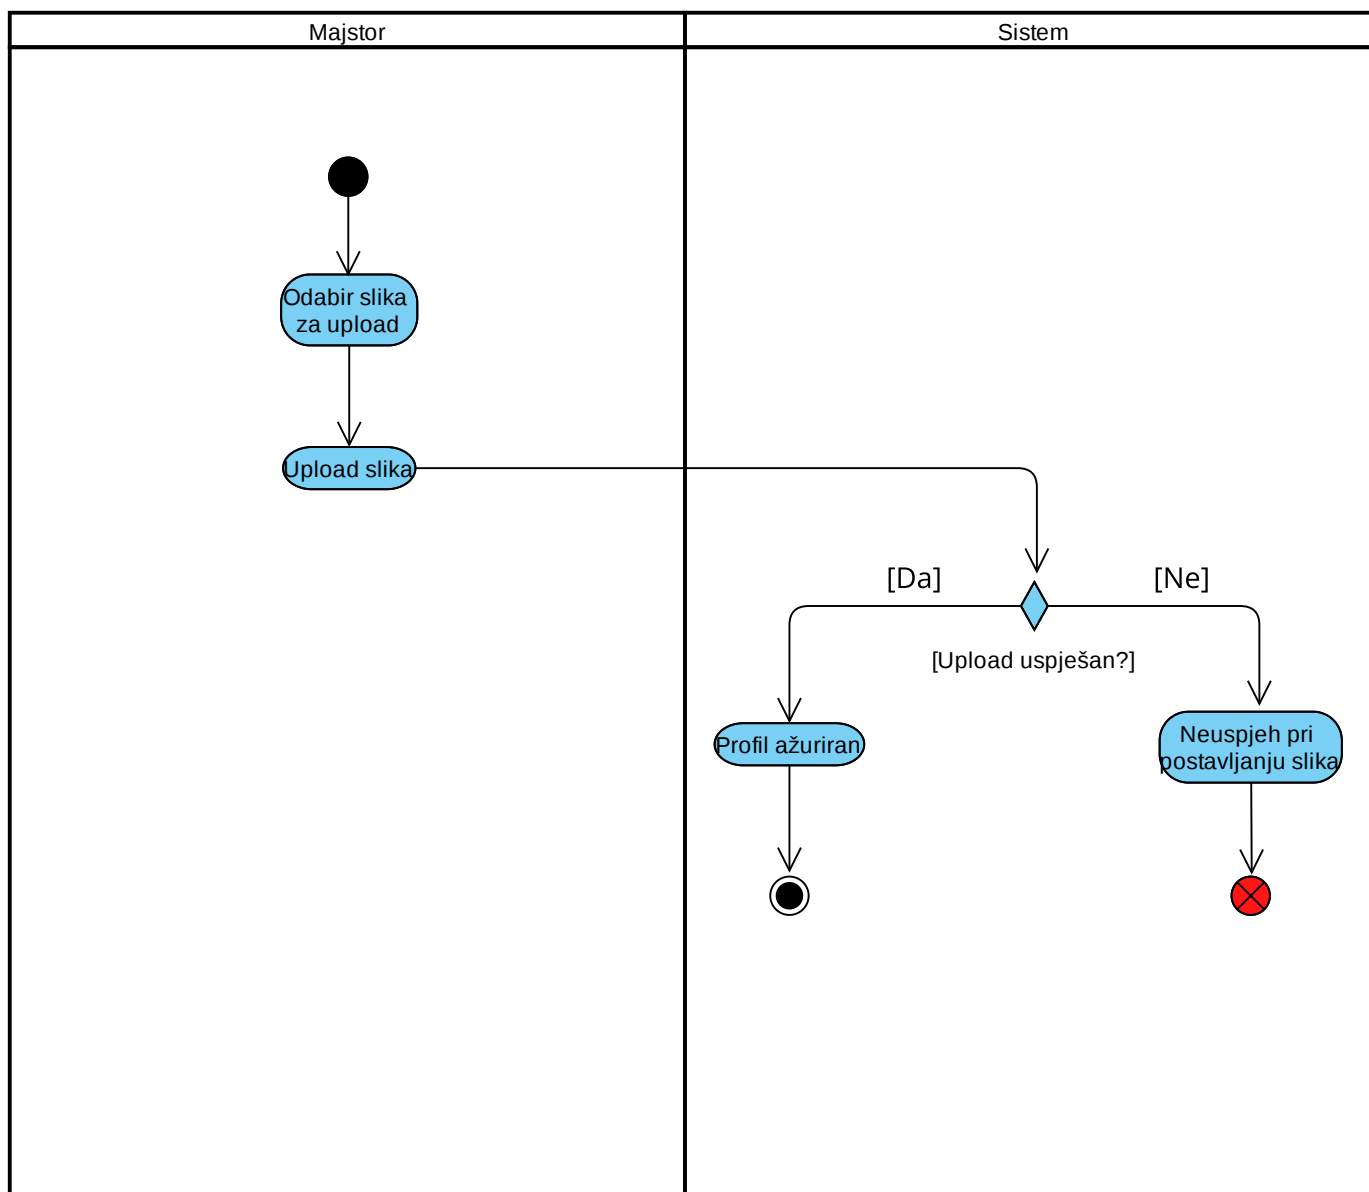 Majstor
Sistem
Odabir slika
za upload
Upload slika
[Da]
[Ne]
[Upload uspješan?]
Profil ažuriran
Neuspjeh pri
postavljanju slika